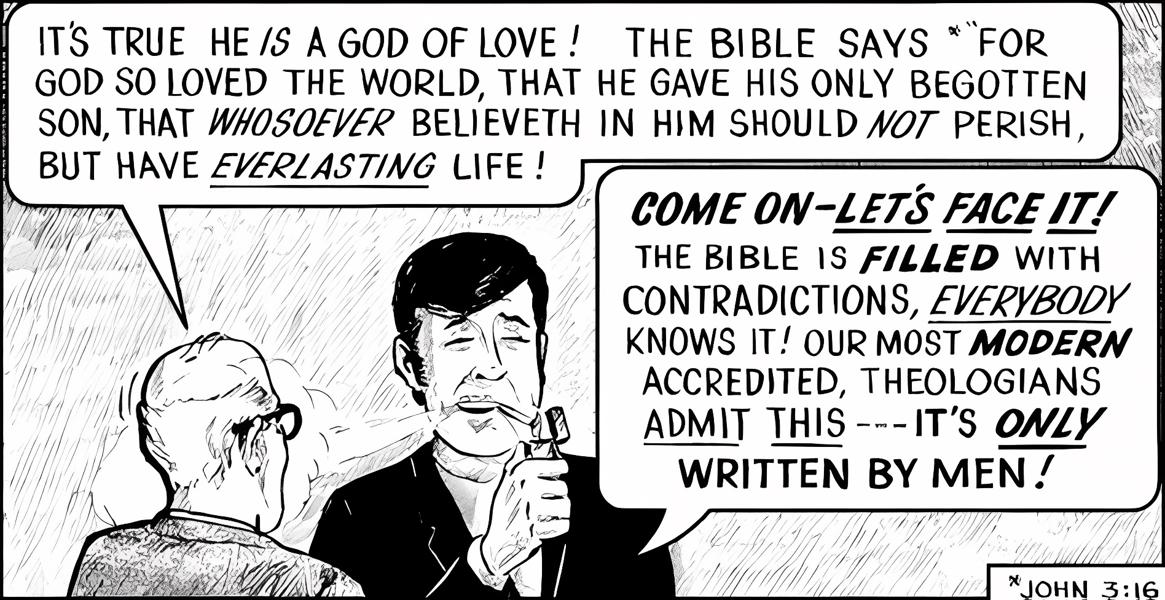 IT'S TRUE HE IS A GOD OF LOVE! THE BIBLE SAYS *"FOR
GOD SO LOVED THE WORLD, THAT HE GAVE HIS ONLY BEGOTTEN
SON, THAT WHOSOEVER BELIEVETH IN HIM SHOULD NOT PERISH,
BUT HAVE EVERLASTING LIFE!
COME ON-LET'S FACE IT!
THE BIBLE IS FILLED WITH
CONTRADICTIONS, EVERYBODY
KNOWS IT! OUR MOST MODERN
ACCREDITED, THEOLOGIANS
ADMIT THIS---IT'S ONLY
WRITTEN BY MEN!
*JOHN 3:16